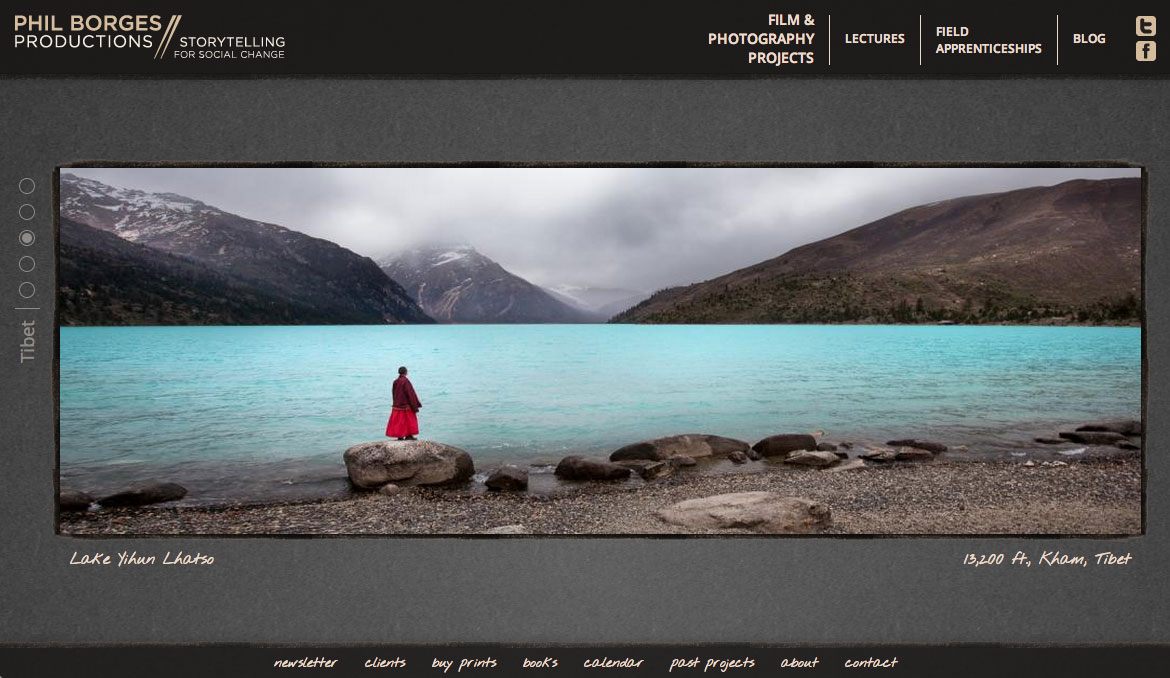 PHIL BORGES
PRODUCTIONS
STORYTELLING
FOR SOCIAL CHANGE
FILM &
PHOTOGRAPHY
PROJECTS
LECTURES
FIELD
APPRENTICESHIPS
BLOG
t
f
Tibet
Lake Yihun Lhatso
13,200 ft., Kham, Tibet
newsletter clients buy prints books calendar past projects about contact